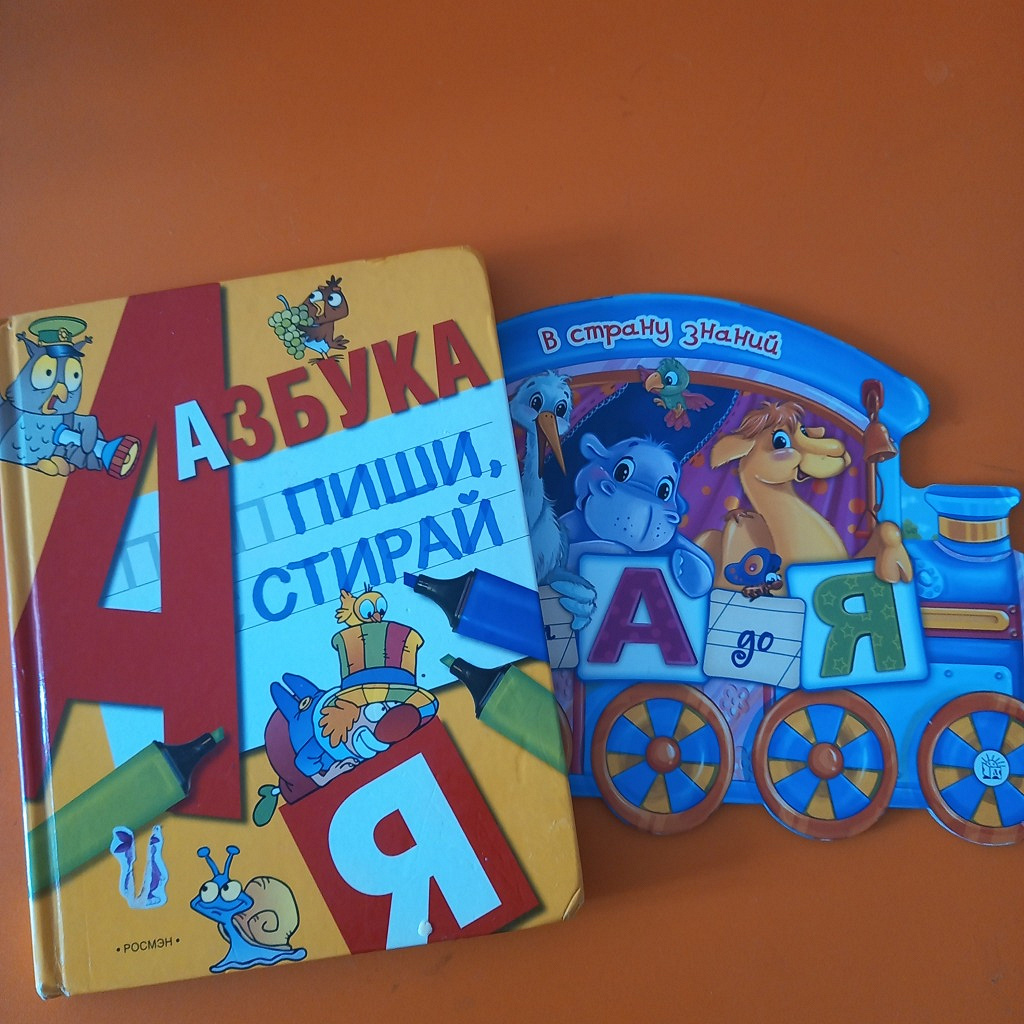 АЗБУКА
ПИШИ,
СТИРАЙ
А
Я
• РОСМЭН •
В страну знаний
А
до
Я